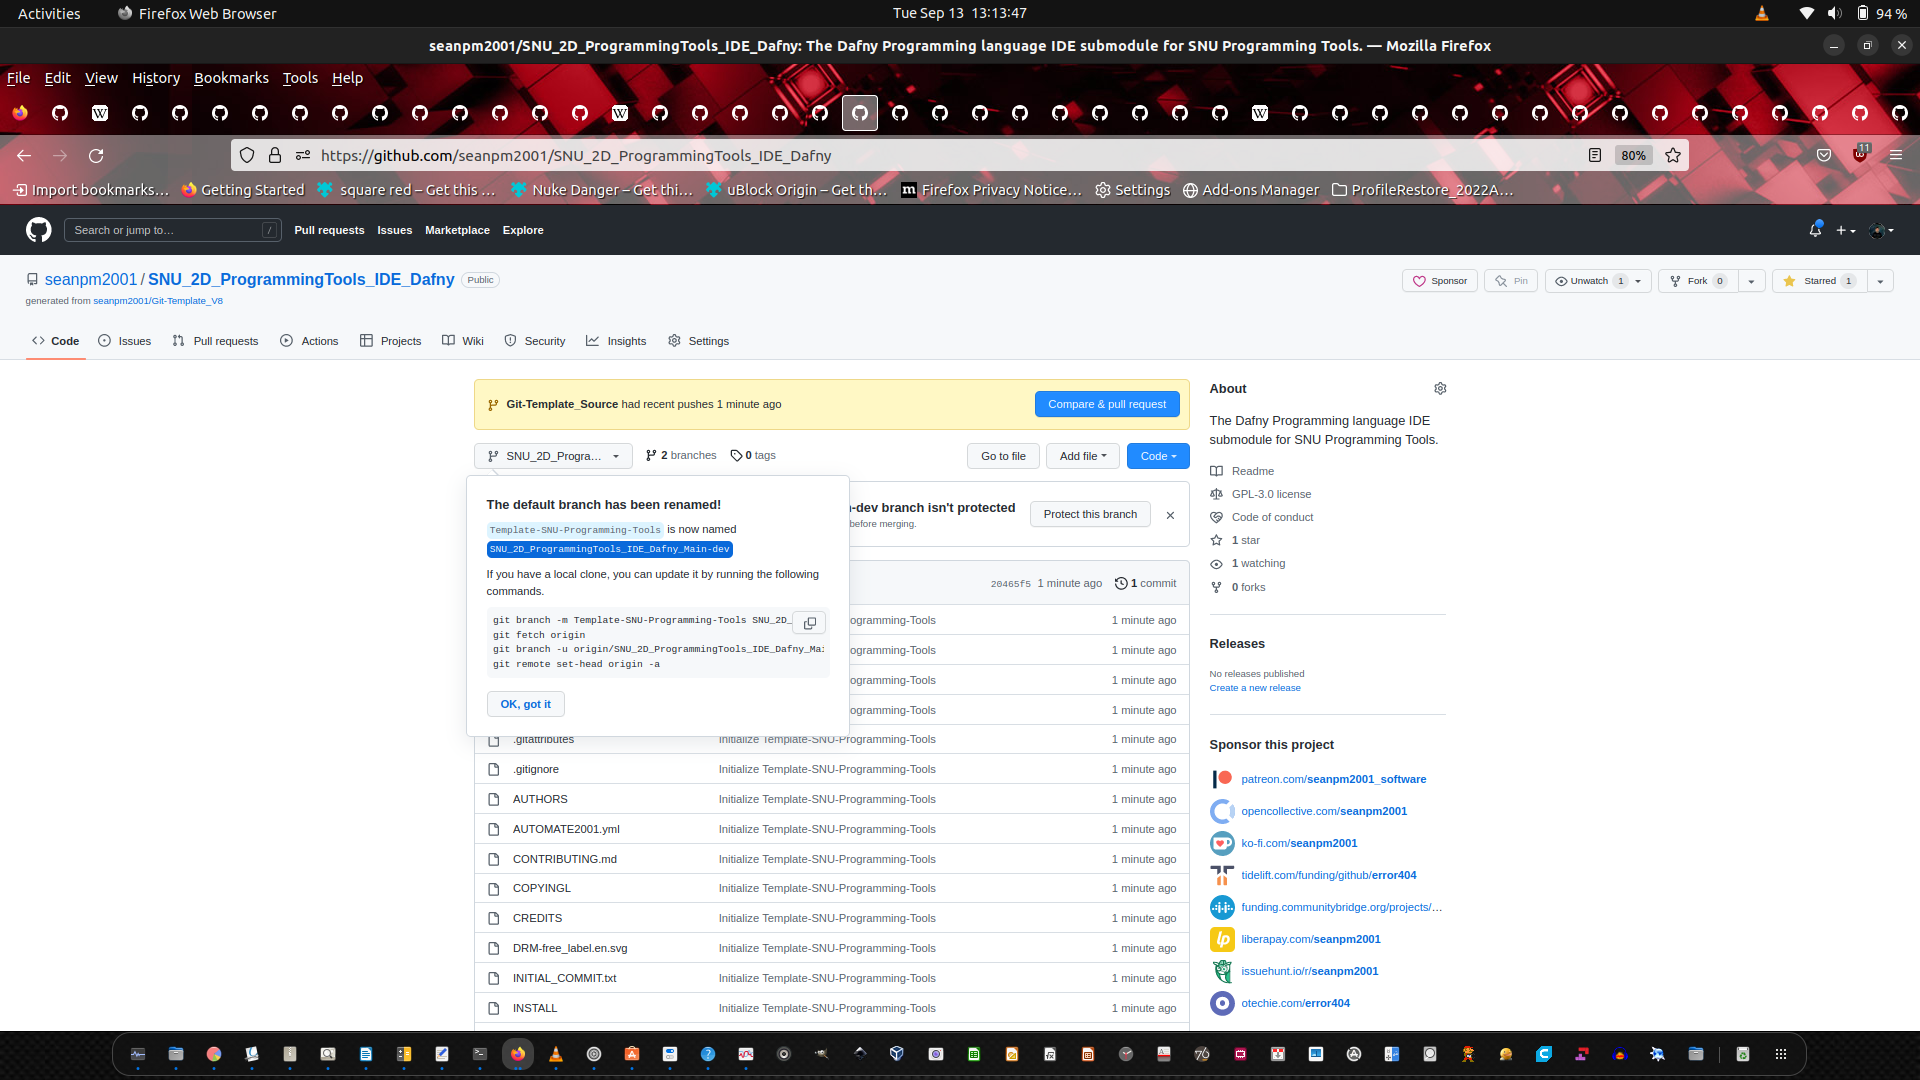 Activities
Firefox Web Browser
Tue Sep 13 13:13:47
94 %
seanpm2001/SNU_2D_ProgrammingTools_IDE_Dafny: The Dafny Programming language IDE submodule for SNU Programming Tools. — Mozilla Firefox
File Edit View History Bookmarks Tools Help
https://github.com/seanpm2001/SNU_2D_ProgrammingTools_IDE_Dafny
80%
11
Import bookmarks…
Getting Started
square red – Get this …
Nuke Danger – Get thi…
uBlock Origin – Get th…
Firefox Privacy Notice…
Settings
Add-ons Manager
ProfileRestore_2022A…
Search or jump to…
/
Pull requests Issues Marketplace Explore
seanpm2001 / SNU_2D_ProgrammingTools_IDE_Dafny Public
generated from seanpm2001/Git-Template_V8
Sponsor
Pin
Unwatch 1
Fork 0
Starred 1
Code
Issues
Pull requests
Actions
Projects
Wiki
Security
Insights
Settings
Git-Template_Source had recent pushes 1 minute ago
Compare & pull request
SNU_2D_Progra…
2 branches
0 tags
Go to file
Add file
Code
The default branch has been renamed!
Template-SNU-Programming-Tools is now named
SNU_2D_ProgrammingTools_IDE_Dafny_Main-dev
If you have a local clone, you can update it by running the following
commands.
git branch -m Template-SNU-Programming-Tools SNU_2D_
git fetch origin
git branch -u origin/SNU_2D_ProgrammingTools_IDE_Dafny_Mai
git remote set-head origin -a
OK, got it
-dev branch isn't protected
before merging.
Protect this branch
20465f5 1 minute ago
1 commit
ogramming-Tools 1 minute ago
ogramming-Tools 1 minute ago
ogramming-Tools 1 minute ago
ogramming-Tools 1 minute ago
.gitattributes Initialize Template-SNU-Programming-Tools 1 minute ago
.gitignore Initialize Template-SNU-Programming-Tools 1 minute ago
AUTHORS Initialize Template-SNU-Programming-Tools 1 minute ago
AUTOMATE2001.yml Initialize Template-SNU-Programming-Tools 1 minute ago
CONTRIBUTING.md Initialize Template-SNU-Programming-Tools 1 minute ago
COPYINGL Initialize Template-SNU-Programming-Tools 1 minute ago
CREDITS Initialize Template-SNU-Programming-Tools 1 minute ago
DRM-free_label.en.svg Initialize Template-SNU-Programming-Tools 1 minute ago
INITIAL_COMMIT.txt Initialize Template-SNU-Programming-Tools 1 minute ago
INSTALL Initialize Template-SNU-Programming-Tools 1 minute ago
About
The Dafny Programming language IDE
submodule for SNU Programming Tools.
Readme
GPL-3.0 license
Code of conduct
1 star
1 watching
0 forks
Releases
No releases published
Create a new release
Sponsor this project
patreon.com/seanpm2001_software
opencollective.com/seanpm2001
ko-fi.com/seanpm2001
tidelift.com/funding/github/error404
funding.communitybridge.org/projects/…
liberapay.com/seanpm2001
issuehunt.io/r/seanpm2001
otechie.com/error404